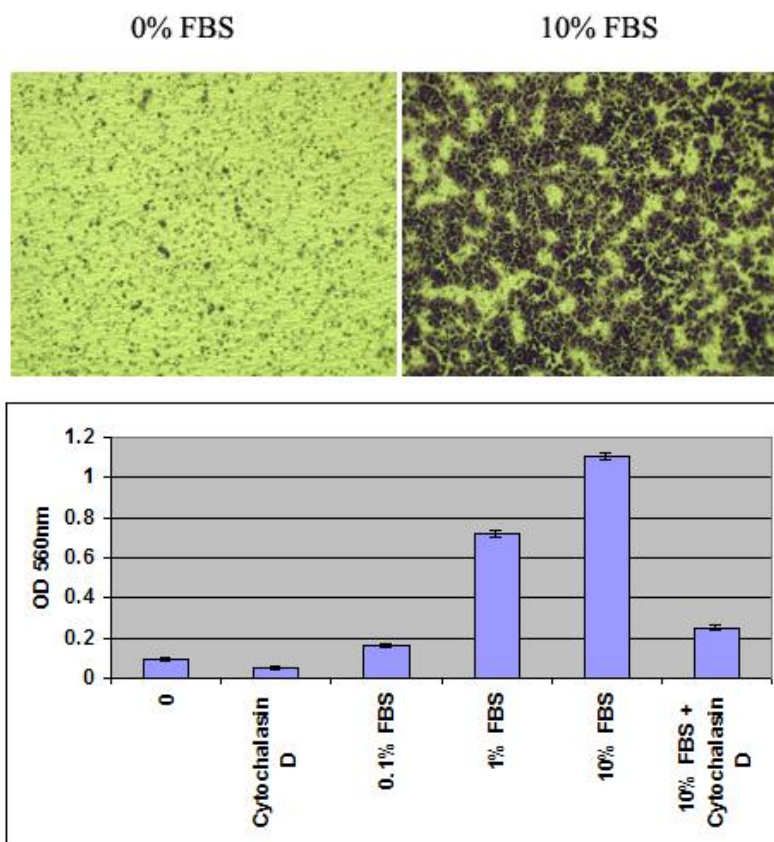 0% FBS
10% FBS
1.2
1
0.8
0.6
0.4
0.2
0
OD 560nm
0
Cytochalasin
D
0.1% FBS
1% FBS
10% FBS
10% FBS +
Cytochalasin
D